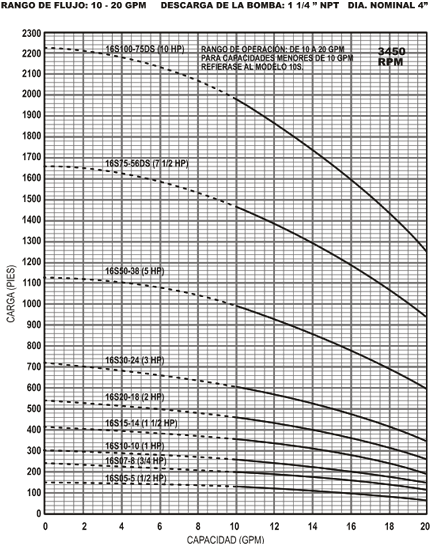 RANGO DE FLUJO: 10 - 20 GPM DESCARGA DE LA BOMBA: 1 1/4 " NPT DIA. NOMINAL 4"
2300
2200
2100
2000
1900
1800
1700
1600
1500
1400
1300
1200
1100
1000
900
800
700
600
500
400
300
200
100
0
CARGA (PIES)
16S100-75DS (10 HP)
RANGO DE OPERACIÓN: DE 10 A 20 GPM
PARA CAPACIDADES MENORES DE 10 GPM
REFIERASE AL MODELO 10S.
3450
RPM
16S75-56DS (7 1/2 HP)
16S50-38 (5 HP)
16S30-24 (3 HP)
16S20-18 (2 HP)
16S15-14 (1 1/2 HP)
16S10-10 (1 HP)
16S07-8 (3/4 HP)
16S05-5 (1/2 HP)
0 2 4 6 8 10 12 14 16 18 20
CAPACIDAD (GPM)